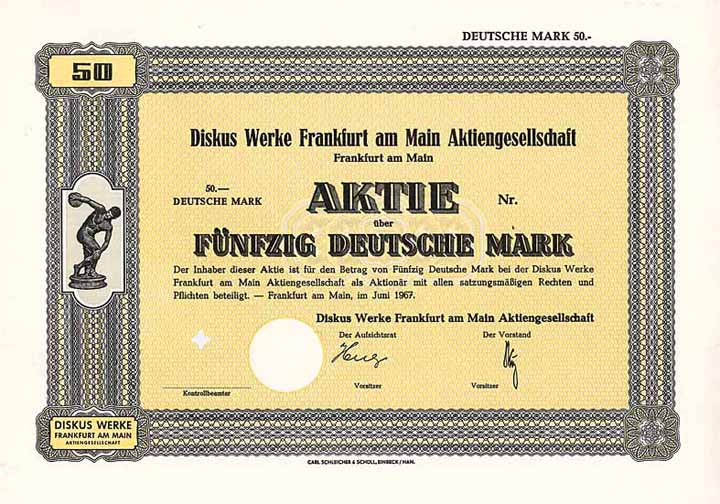 DEUTSCHE MARK 50.-
50
Diskus Werke Frankfurt am Main Aktiengesellschaft
Frankfurt am Main
50.—
DEUTSCHE MARK
AKTIE
Nr.
über
FÜNFZIG DEUTSCHE MARK
Der Inhaber dieser Aktie ist für den Betrag von Fünfzig Deutsche Mark bei der Diskus Werke
Frankfurt am Main Aktiengesellschaft als Aktionär mit allen satzungsmäßigen Rechten und
Pflichten beteiligt. — Frankfurt am Main, im Juni 1967.
Diskus Werke Frankfurt am Main Aktiengesellschaft
Der Aufsichtsrat
Der Vorstand
Kontrollbeamter
Vorsitzer
Vorsitzer
DISKUS WERKE
FRANKFURT AM MAIN
AKTIENGESELLSCHAFT
CARL SCHLEICHER & SCHÜLL, EINBECK/HAN.